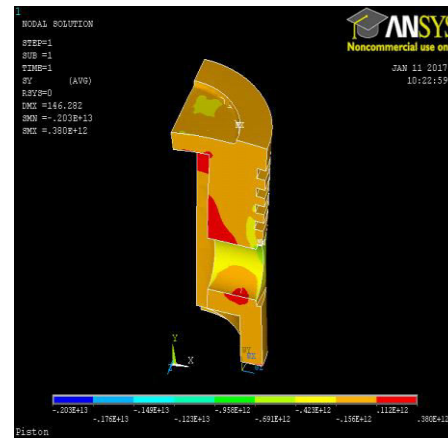 1
NODAL SOLUTION
STEP=1
SUB =1
TIME=1
SY (AVG)
RSYS=0
DMX =146.282
SMN =-.203E+13
SMX =.380E+12
ANSYS
Noncommercial use on
JAN 11 2017
10:22:59
MX
Y
X
-.203E+13 -.149E+13 -.958E+12 -.423E+12 .112E+12
-.176E+13 -.123E+13 -.691E+12 -.156E+12 .380E+12
Piston